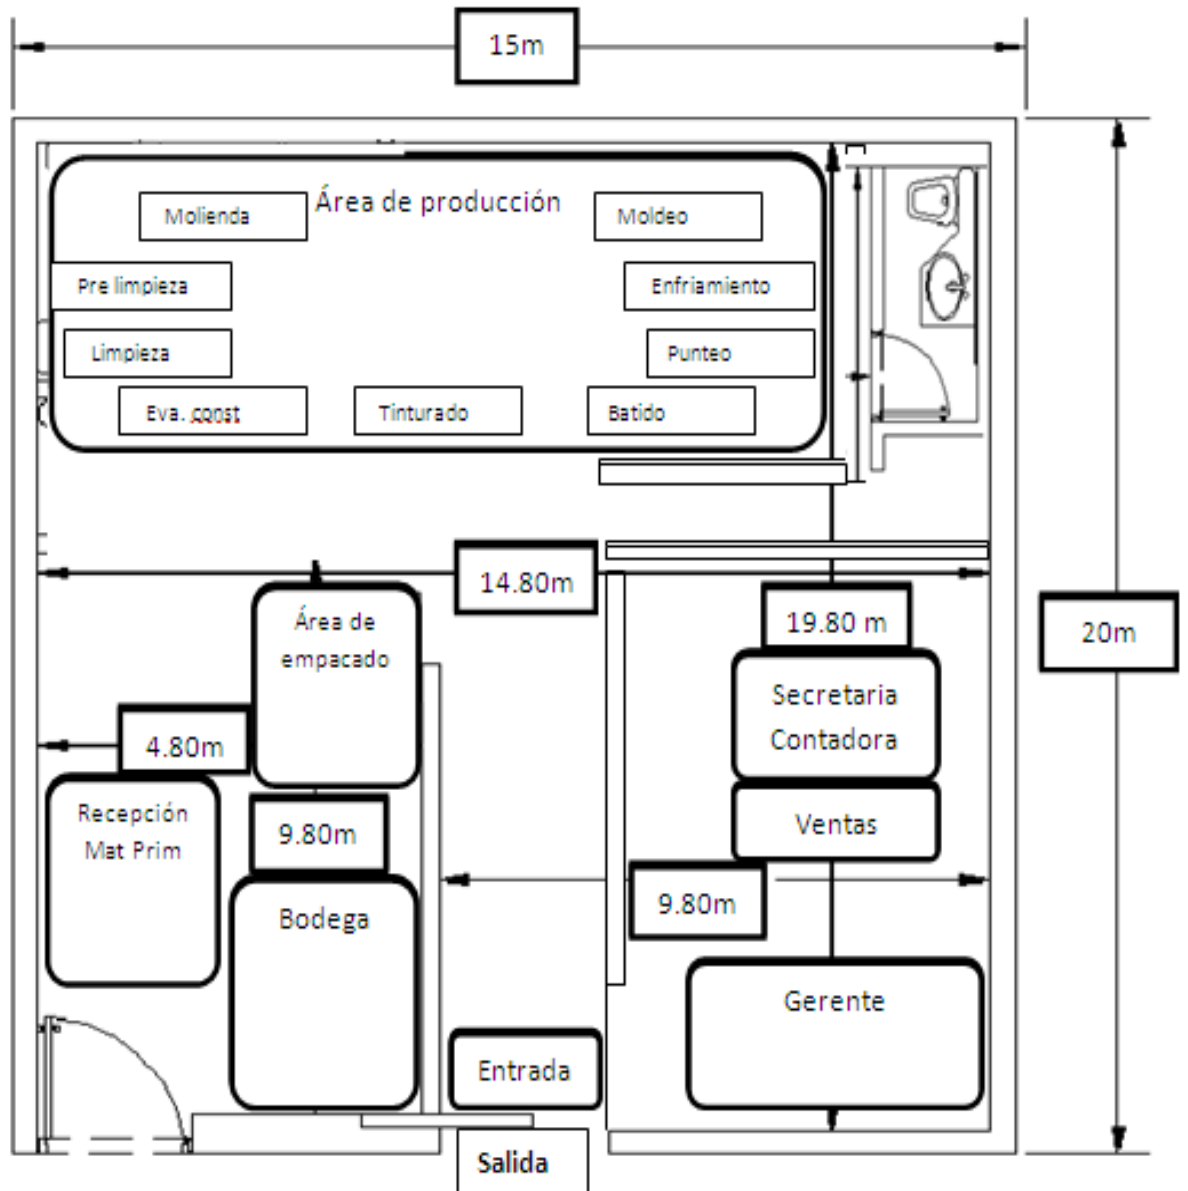 15m
Área de producción
Molienda
Moldeo
Pre limpieza
Enfriamiento
Limpieza
Punteo
Eva. const
Tinturado
Batido
14.80m
19.80 m
20m
Área de
empacado
Secretaria
Contadora
4.80m
Recepción
Mat Prim
9.80m
Ventas
9.80m
Bodega
Gerente
Entrada
Salida